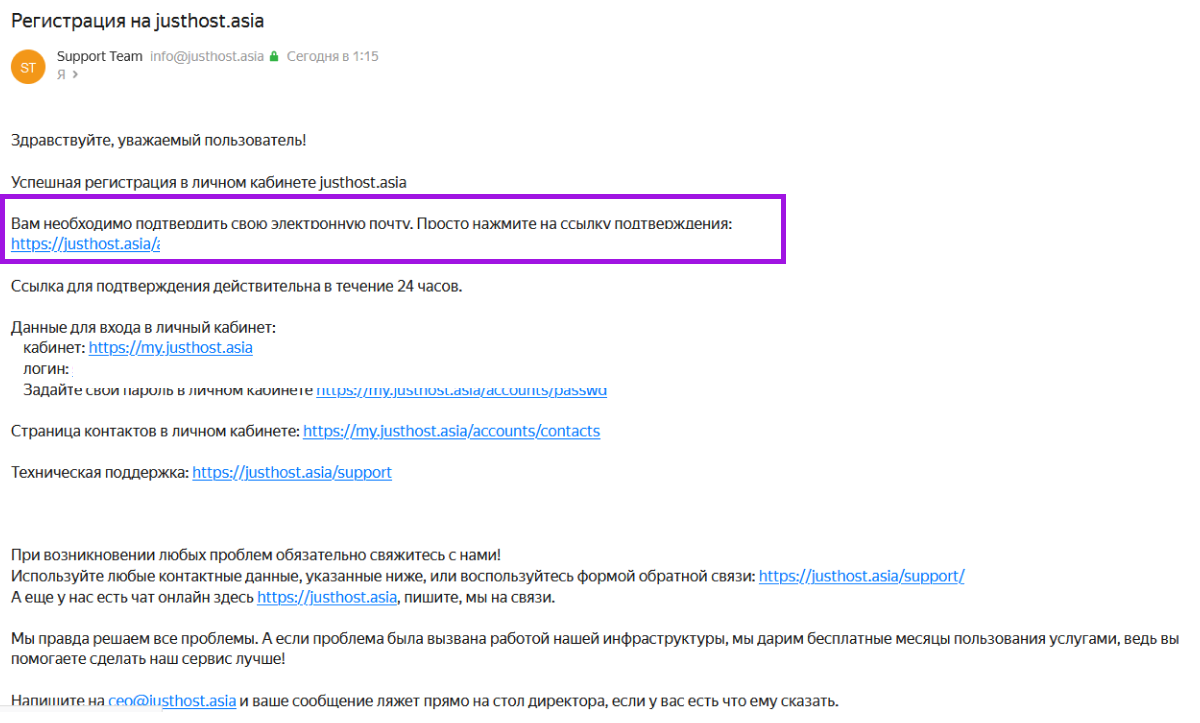 Регистрация на justhost.asia
ST
Support Team info@justhost.asia Сегодня в 1:15
Я >
Здравствуйте, уважаемый пользователь!
Успешная регистрация в личном кабинете justhost.asia
Вам необходимо подтвердить свою электронную почту. Просто нажмите на ссылку подтверждения:
https://justhost.asia/a
Ссылка для подтверждения действительна в течение 24 часов.
Данные для входа в личный кабинет:
кабинет: https://my.justhost.asia
логин:
Задайте свой пароль в личном кабинете https://my.justhost.asia/accounts/passwd
Страница контактов в личном кабинете: https://my.justhost.asia/accounts/contacts
Техническая поддержка: https://justhost.asia/support
При возникновении любых проблем обязательно свяжитесь с нами!
Используйте любые контактные данные, указанные ниже, или воспользуйтесь формой обратной связи: https://justhost.asia/support/
А еще у нас есть чат онлайн здесь https://justhost.asia, пишите, мы на связи.
Мы правда решаем все проблемы. А если проблема была вызвана работой нашей инфраструктуры, мы дарим бесплатные месяцы пользования услугами, ведь вы
помогаете сделать наш сервис лучше!
Напишите на ceo@justhost.asia и ваше сообщение ляжет прямо на стол директора, если у вас есть что ему сказать.